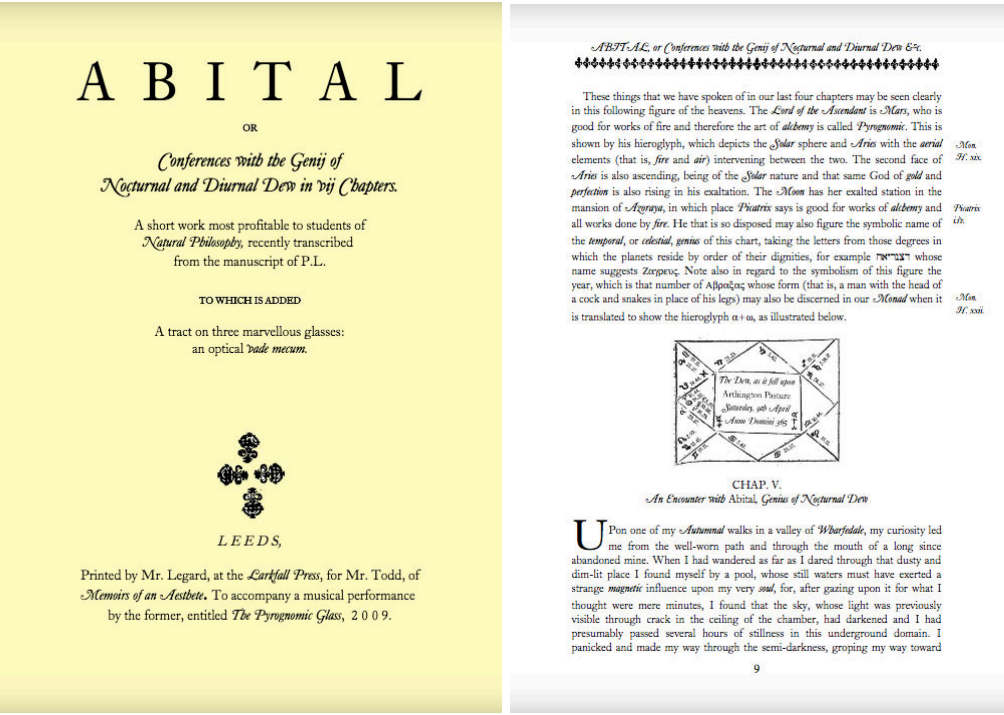 ABITAL
OR
Conferences with the Genij of
Nocturnal and Diurnal Dew in vij Chapters.
A short work most profitable to students of
Natural Philosophy, recently transcribed
from the manuscript of P.L.
TO WHICH IS ADDED
A tract on three marvellous glasses:
an optical vade mecum.
LEEDS,
Printed by Mr. Legard, at the Larkfall Press, for Mr. Todd, of
Memoirs of an Aesthete. To accompany a musical performance
by the former, entitled The Pyrognomic Glass, 2009.
ABITAL, or Conferences with the Genij of Nocturnal and Diurnal Dew &c.
These things that we have spoken of in our last four chapters may be seen clearly
in this following figure of the heavens. The Lord of the Ascendant is Mars, who is
good for works of fire and therefore the art of alchemy is called Pyrognomic. This is
shown by his hieroglyph, which depicts the Solar sphere and Aries with the aerial
elements (that is, fire and air) intervening between the two. The second face of
Aries is also ascending, being of the Solar nature and that same God of gold and
perfection is also rising in his exaltation. The Moon has her exalted station in the
mansion of Azoraya, in which place Picatrix says is good for works of alchemy and
all works done by fire. He that is so disposed may also figure the symbolic name of
the temporal, or celestial, genius of this chart, taking the letters from those degrees in
which the planets reside by order of their dignities, for example דצנריאה whose
name suggests Ζαγρευς. Note also in regard to the symbolism of this figure the
year, which is that number of Αβραξας whose form (that is, a man with the head of
a cock and snakes in place of his legs) may also be discerned in our Monad when it
is translated to show the hieroglyph α+ω, as illustrated below.
Mon.
H. xix.
Picatrix
i.iv.
Mon.
H. xxii.
The Dew, as it fell upon
Arthington Pasture
Saturday, 9th April
Anno Domini 365
CHAP. V.
An Encounter with Abital, Genius of Nocturnal Dew
UPon one of my Autumnal walks in a valley of Wharfedale, my curiosity led
me from the well-worn path and through the mouth of a long since
abandoned mine. When I had wandered as far as I dared through that dusty and
dim-lit place I found myself by a pool, whose still waters must have exerted a
strange magnetic influence upon my very soul, for, after gazing upon it for what I
thought were mere minutes, I found that the sky, whose light was previously
visible through crack in the ceiling of the chamber, had darkened and I had
presumably passed several hours of stillness in this underground domain. I
panicked and made my way through the semi-darkness, groping my way toward
9